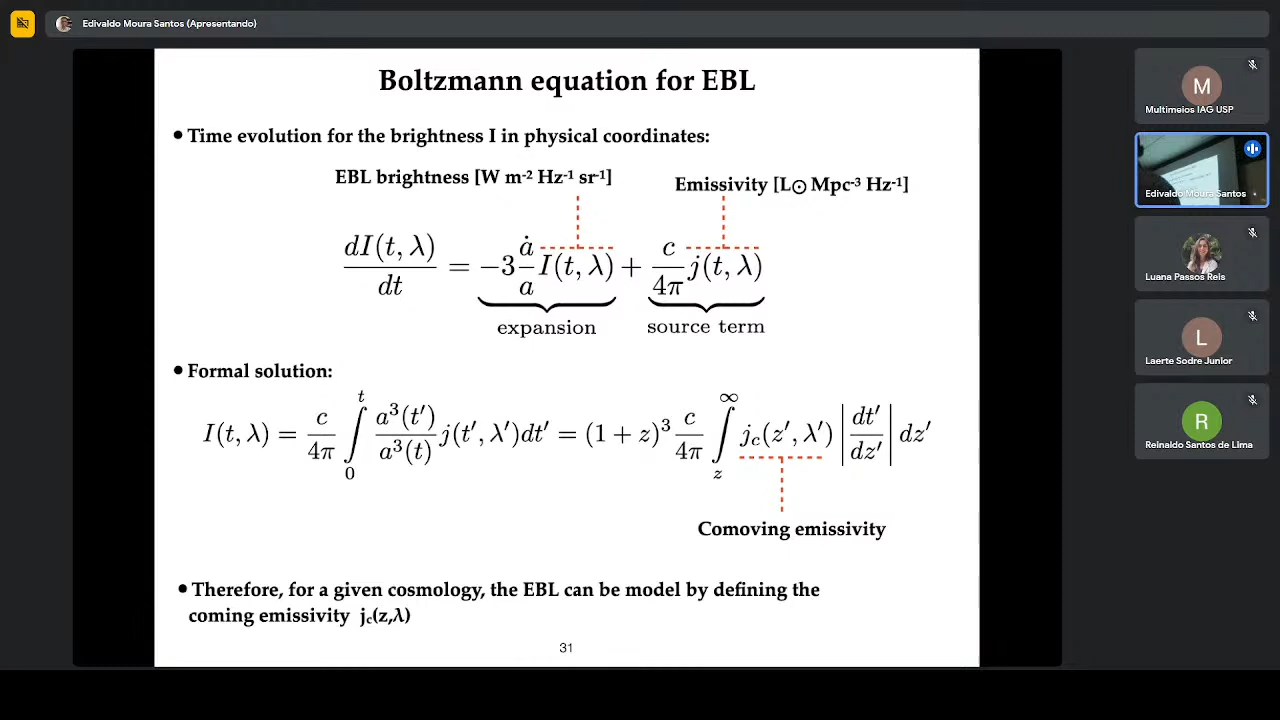 Edivaldo Moura Santos (Apresentando)
Boltzmann equation for EBL
• Time evolution for the brightness I in physical coordinates:
EBL brightness [W m⁻² Hz⁻¹ sr⁻¹]
Emissivity [L⊙ Mpc⁻³ Hz⁻¹]
dI(t, λ)/dt = −3 ȧ/a I(t, λ) + c/4π j(t, λ)
expansion
source term
• Formal solution:
I(t, λ) = c/4π ∫₀ᵗ a³(t′)/a³(t) j(t′, λ′)dt′ = (1 + z)³ c/4π ∫_z^∞ j_c(z′, λ′) |dt′/dz′| dz′
Comoving emissivity
• Therefore, for a given cosmology, the EBL can be model by defining the
coming emissivity j_c(z,λ)
31
M
Multimeios IAG USP
Edivaldo Moura Santos
Luana Passos Reis
L
Laerte Sodre Junior
R
Reinaldo Santos de Lima